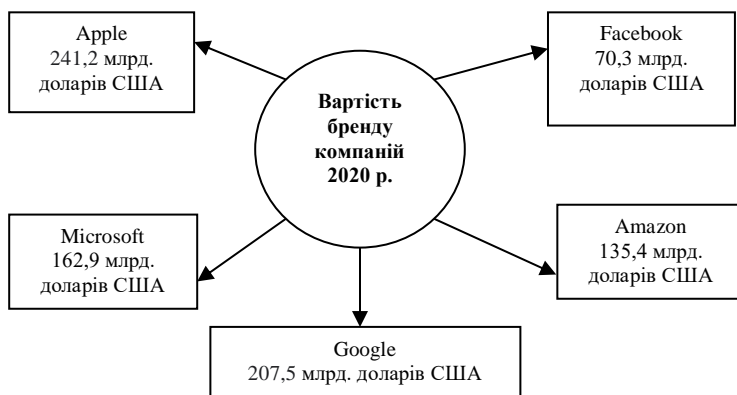 Apple
241,2 млрд.
доларів США
Facebook
70,3 млрд.
доларів США
Вартість
бренду
компаній
2020 р.
Microsoft
162,9 млрд.
доларів США
Amazon
135,4 млрд.
доларів США
Google
207,5 млрд. доларів США